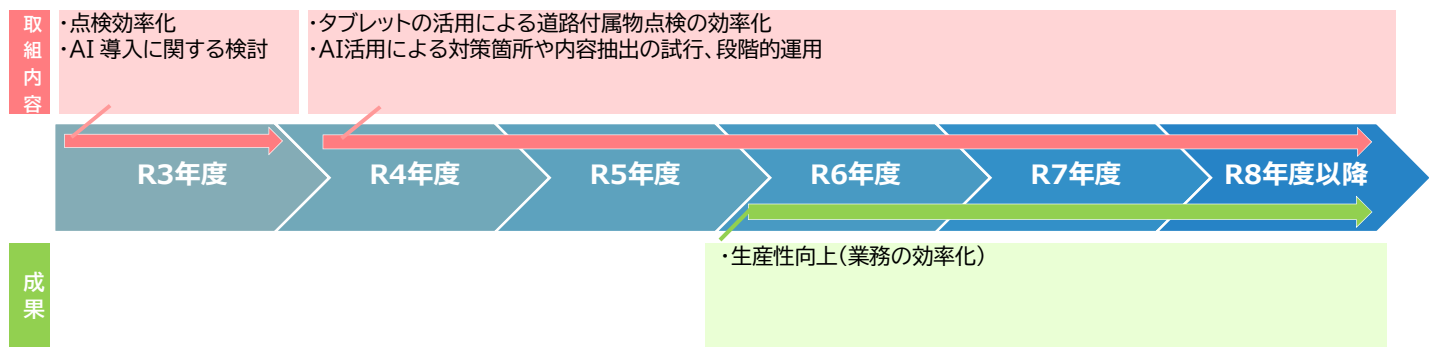 取組内容
・点検効率化
・AI 導入に関する検討
・タブレットの活用による道路付属物点検の効率化
・AI活用による対策箇所や内容抽出の試行、段階的運用
R3年度
R4年度
R5年度
R6年度
R7年度
R8年度以降
成果
・生産性向上（業務の効率化）